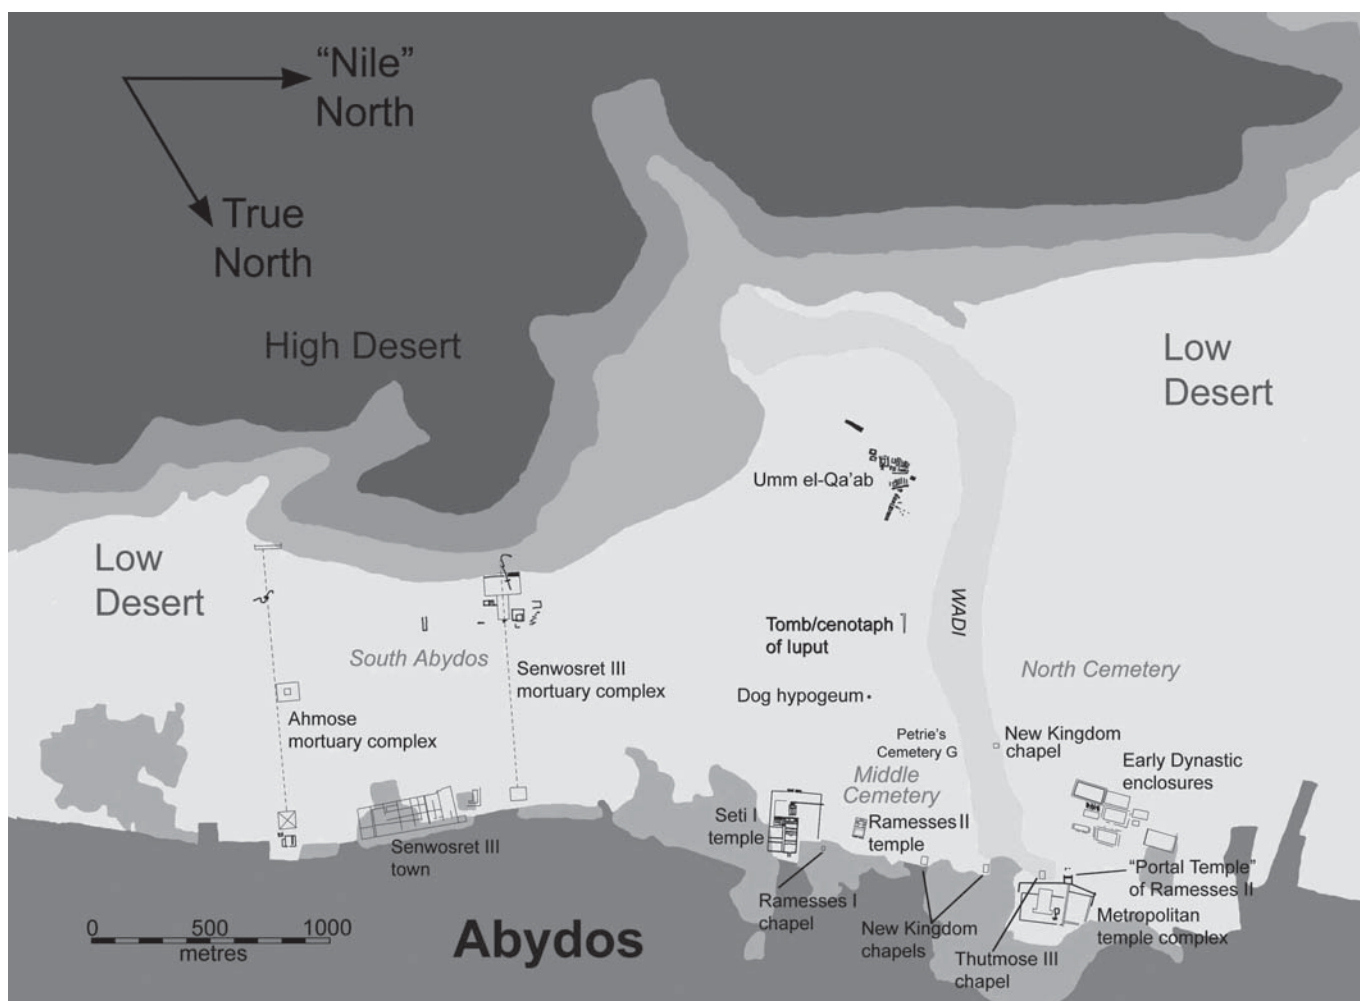 “Nile”
North
True
North
High Desert
Low
Desert
Umm el-Qa’ab
Low
Desert
WADI
Tomb/cenotaph
of Iuput
South Abydos
North Cemetery
Senwosret III
mortuary complex
Dog hypogeum
Ahmose
mortuary complex
Petrie’s
Cemetery G
New Kingdom
chapel
Early Dynastic
enclosures
Middle
Cemetery
Seti I
temple
Ramesses II
temple
Senwosret III
town
“Portal Temple”
of Ramesses II
Ramesses I
chapel
New Kingdom
chapels
Metropolitan
temple complex
Thutmose III
chapel
0 500 1000
metres
Abydos